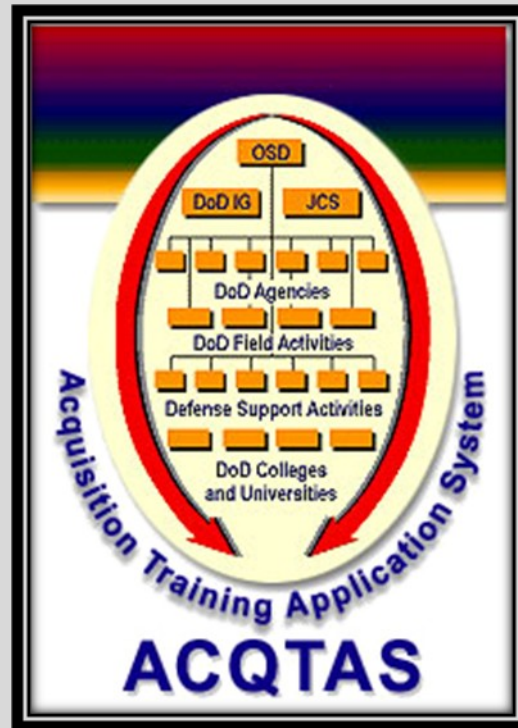 OSD
DoD IG
JCS
DoD Agencies
DoD Field Activities
Defense Support Activities
DoD Colleges
and Universities
Acquisition Training Application System
ACQTAS